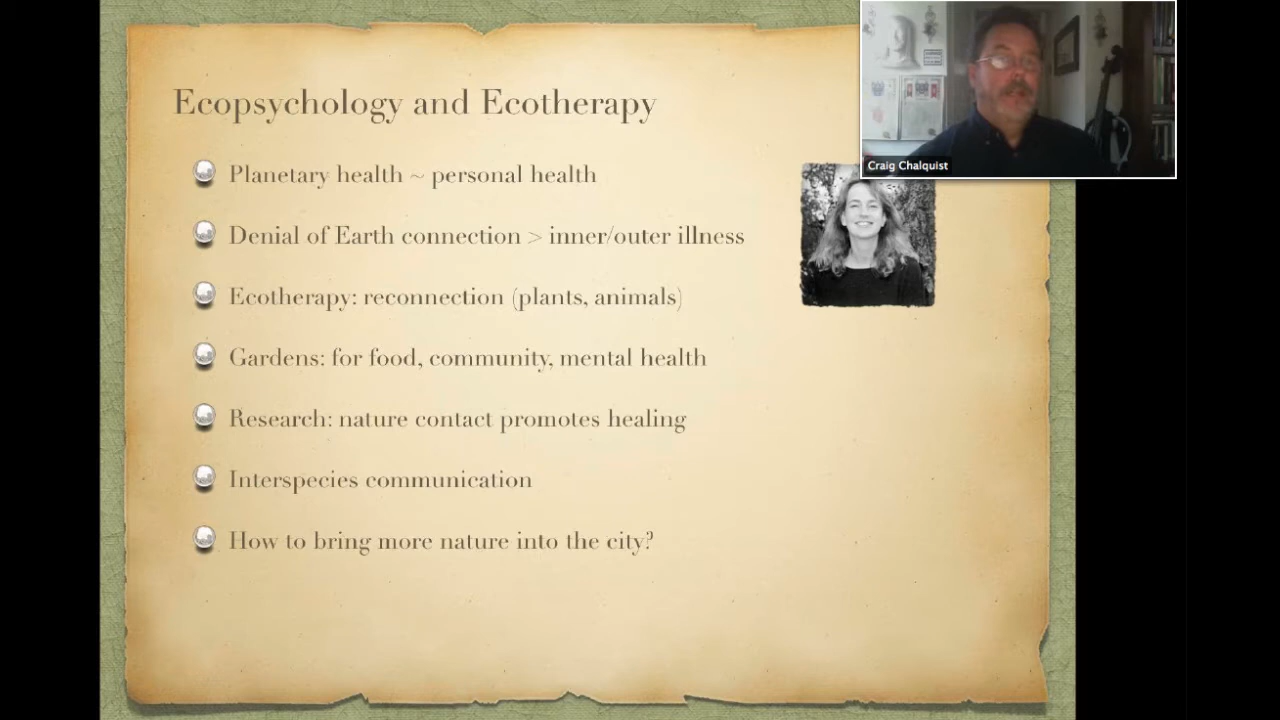 Ecopsychology and Ecotherapy
Planetary health ~ personal health
Denial of Earth connection > inner/outer illness
Ecotherapy: reconnection (plants, animals)
Gardens: for food, community, mental health
Research: nature contact promotes healing
Interspecies communication
How to bring more nature into the city?
Craig Chalquist